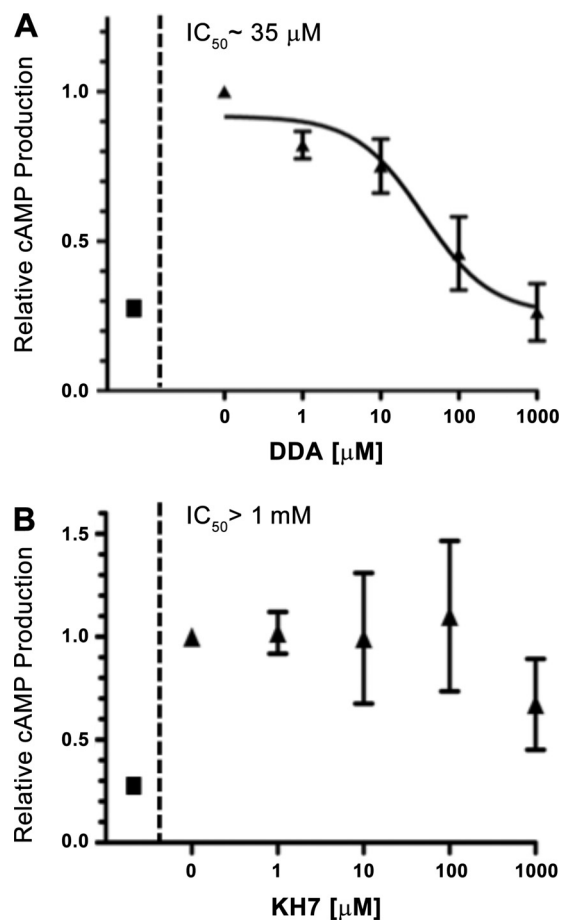 A
IC50~ 35 μM
Relative cAMP Production
1.0
0.5
0.0
0 1 10 100 1000
DDA [μM]
B
IC50> 1 mM
Relative cAMP Production
1.5
1.0
0.5
0.0
0 1 10 100 1000
KH7 [μM]